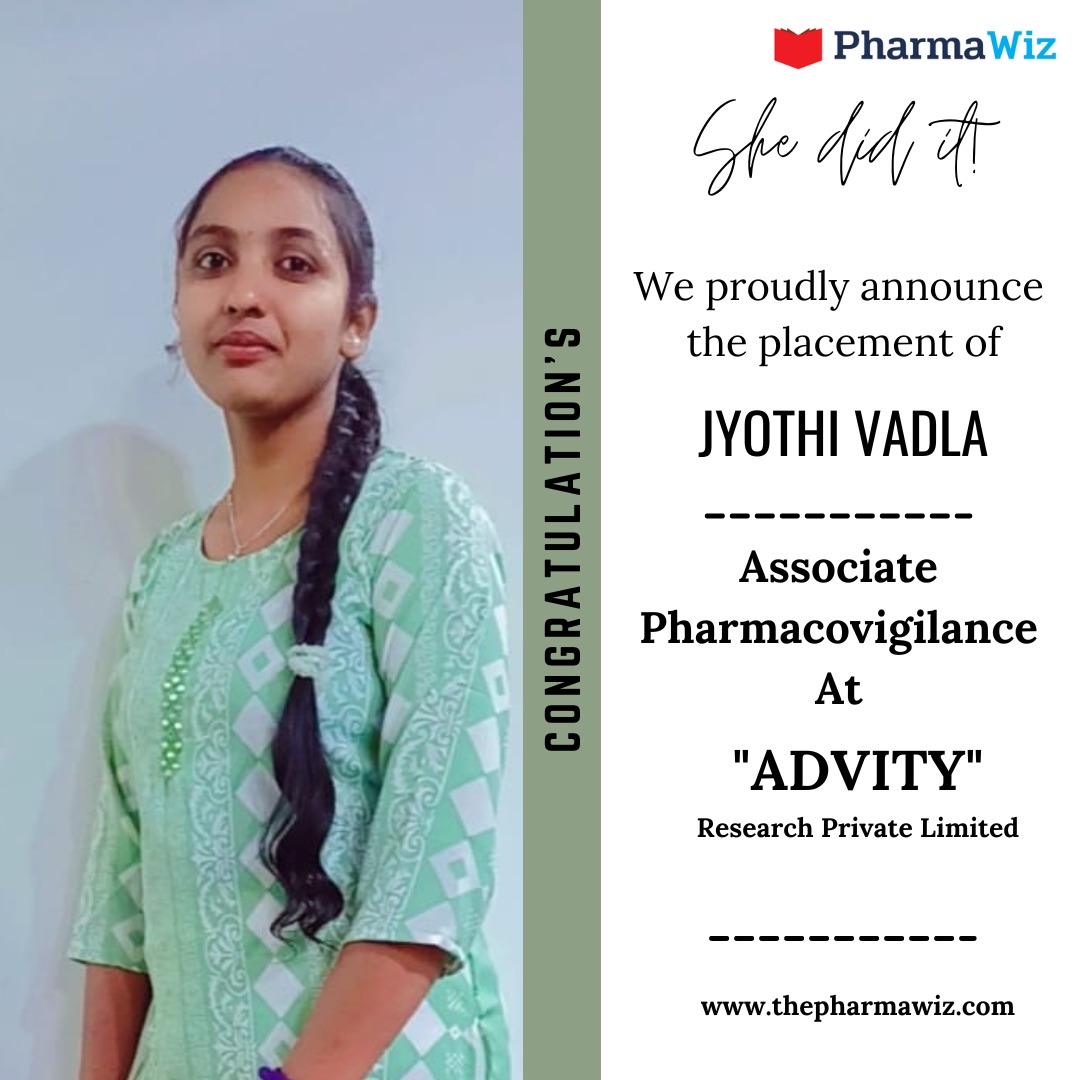 PharmaWiz
She did it!
We proudly announce
the placement of
JYOTHI VADLA
-----------
Associate
Pharmacovigilance
At
"ADVITY"
Research Private Limited
-----------
www.thepharmawiz.com
CONGRATULATION'S